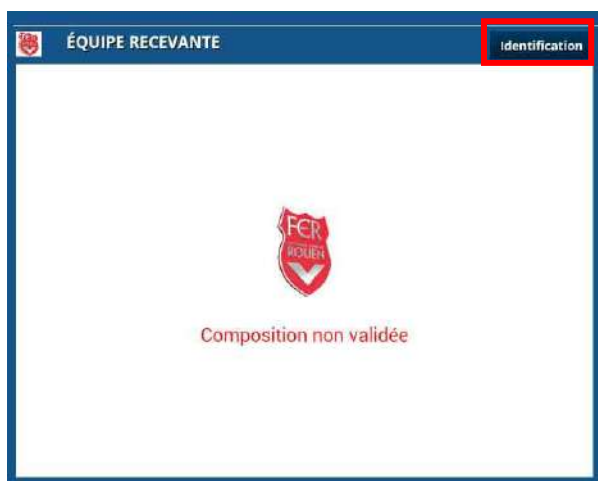 ÉQUIPE RECEVANTE
Identification
FCR
ROUEN
Composition non validée